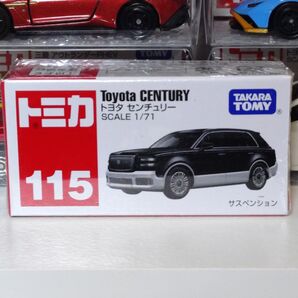 トミカ
115
Toyota CENTURY
トヨタ センチュリー
SCALE 1/71
TAKARA
TOMY
サスペンション